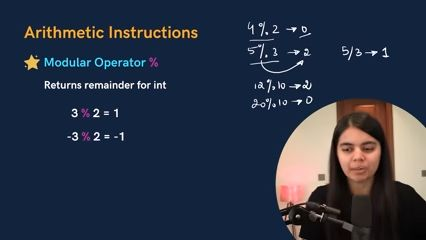 Arithmetic Instructions
Modular Operator %
Returns remainder for int
3 % 2 = 1
-3 % 2 = -1
4 % 2 → 0
5 % 3 → 2
5/3 → 1
12 % 10 → 2
20 % 10 → 0